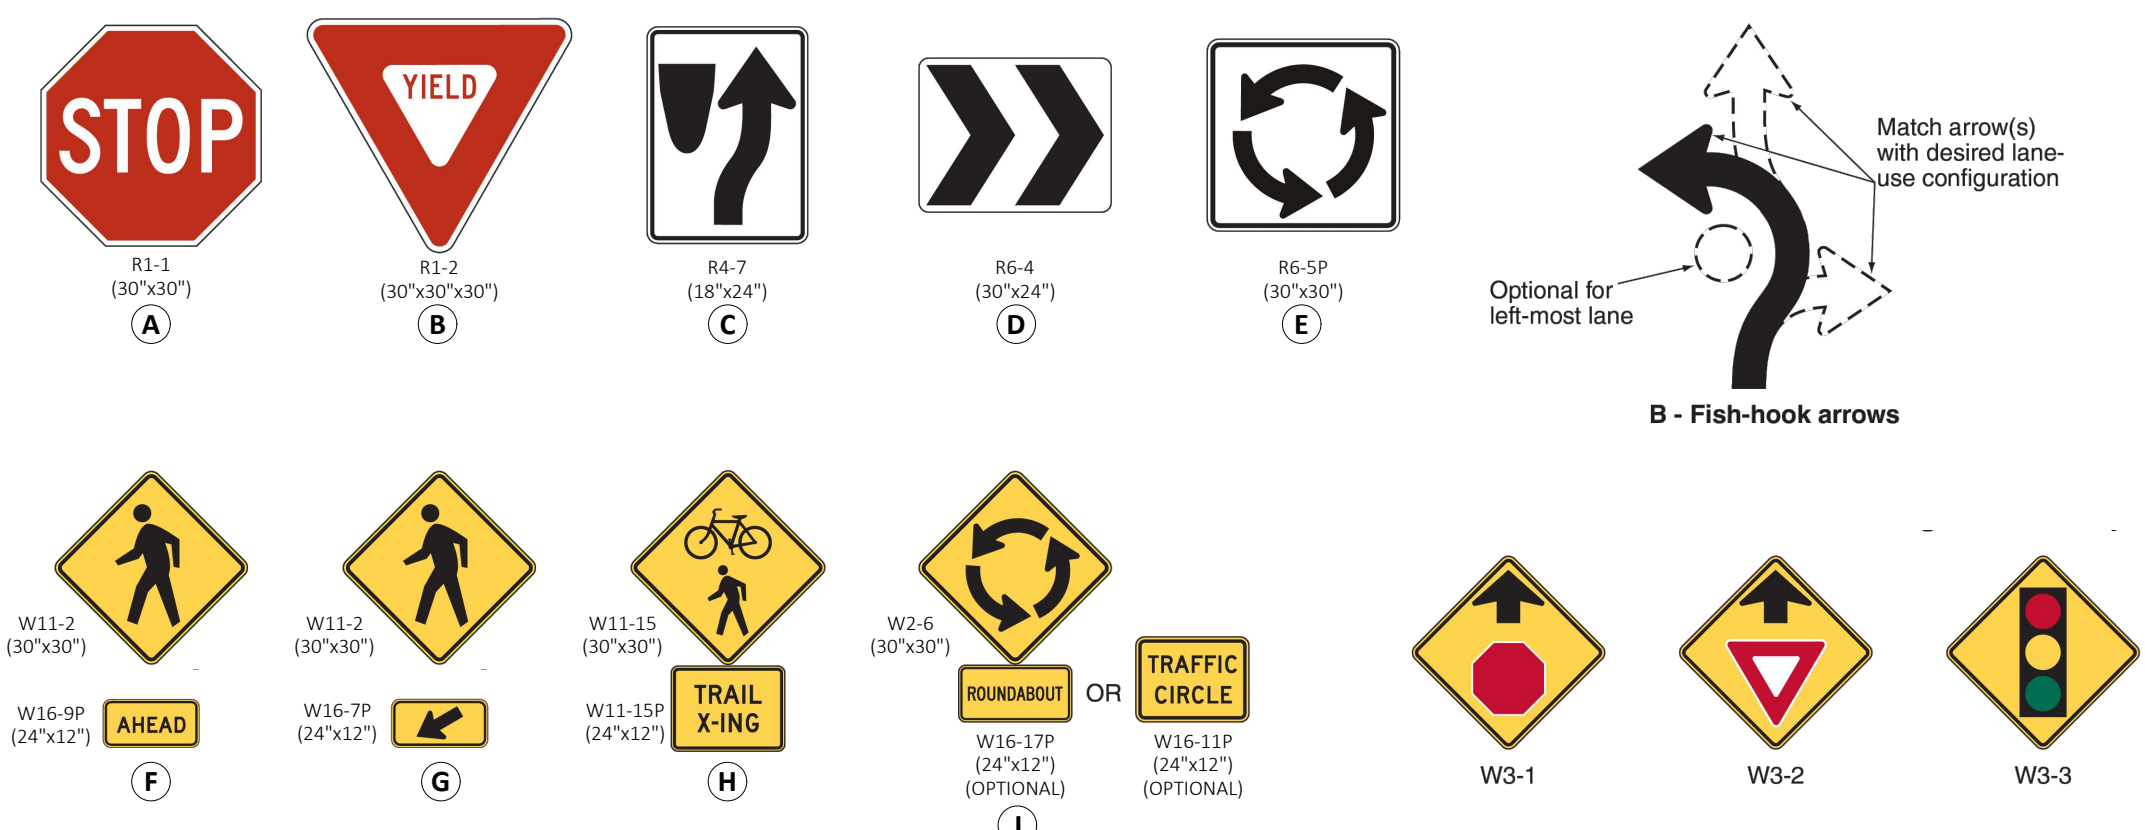 STOP
R1-1
(30"x30")
A
YIELD
R1-2
(30"x30"x30")
B
R4-7
(18"x24")
C
R6-4
(30"x24")
D
R6-5P
(30"x30")
E
Match arrow(s)
with desired lane-
use configuration
Optional for
left-most lane
B - Fish-hook arrows
W11-2
(30"x30")
W16-9P
(24"x12")
AHEAD
F
W11-2
(30"x30")
W16-7P
(24"x12")
G
W11-15
(30"x30")
W11-15P
(24"x12")
TRAIL
X-ING
H
W2-6
(30"x30")
ROUNDABOUT
OR
TRAFFIC
CIRCLE
W16-17P
(24"x12")
(OPTIONAL)
W16-11P
(24"x12")
(OPTIONAL)
W3-1
W3-2
W3-3